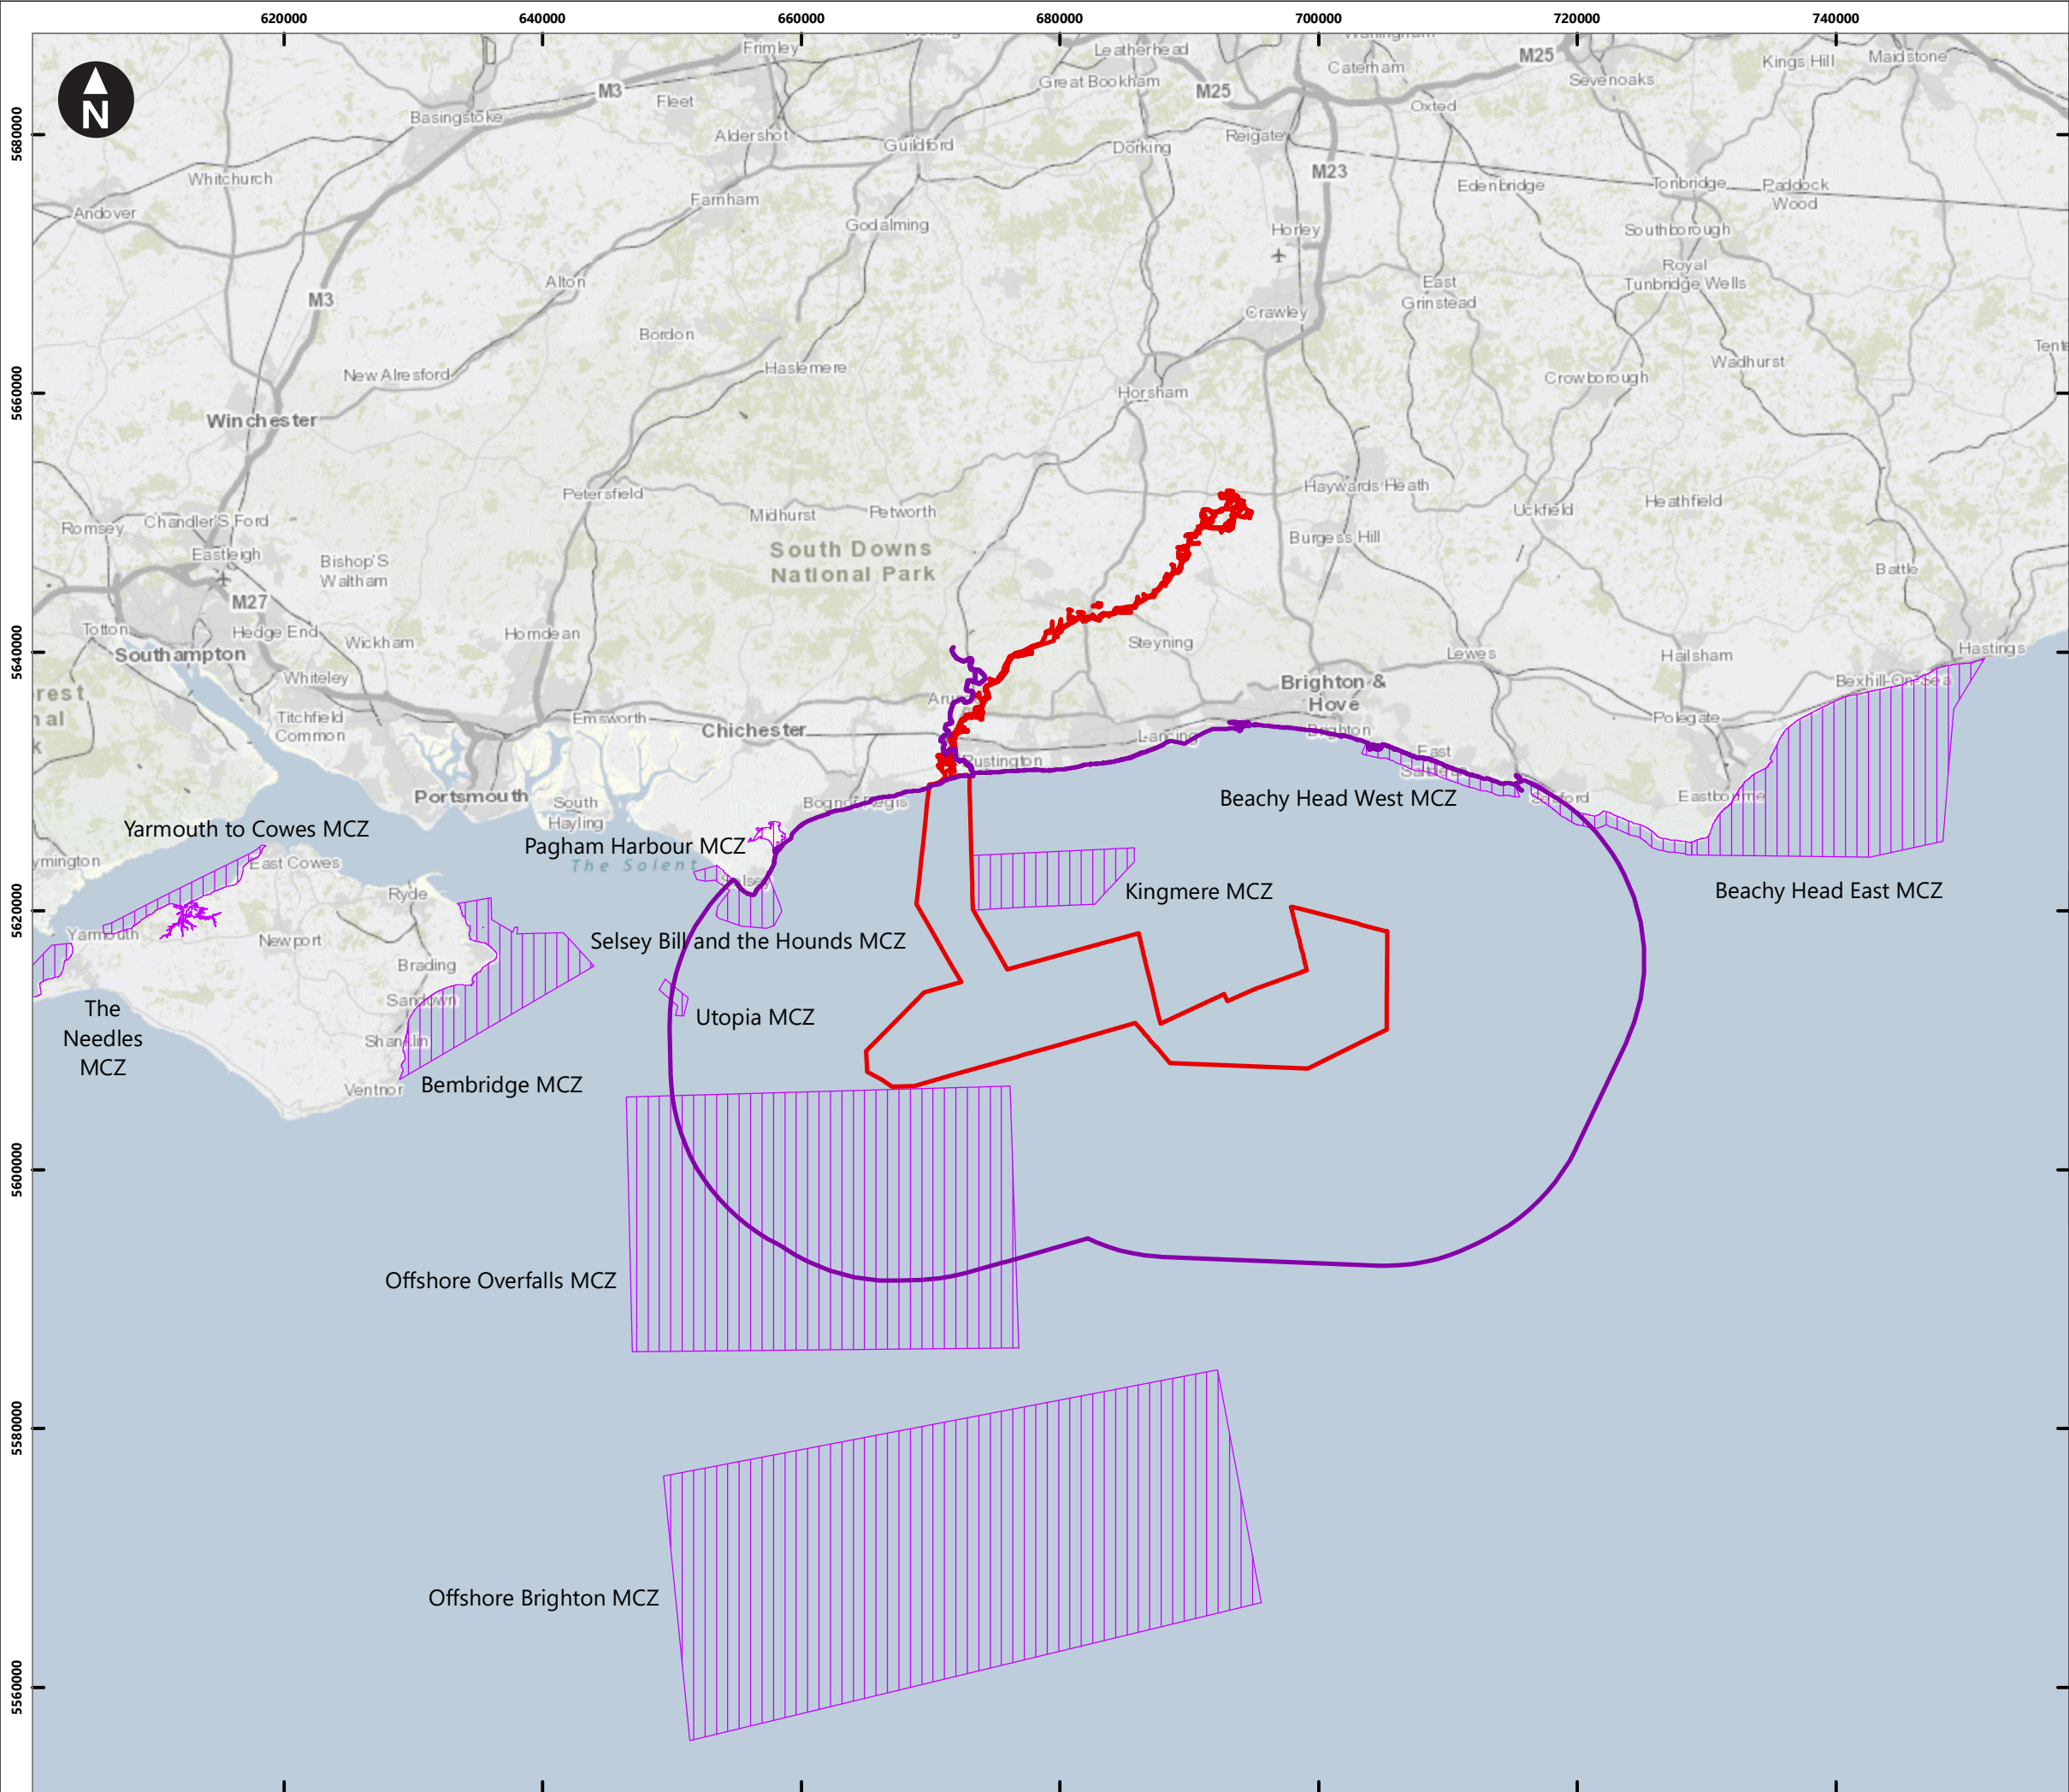 620000
640000
660000
680000
700000
720000
740000
5680000
5660000
5640000
5620000
5600000
5580000
5560000
N
Frimley
Leatherhead
M25
M3
Fleet
Great Bookham
M25
Caterham
Sevenoaks
Kings Hill
Maidstone
Basingstoke
Aldershot
Guildford
Dorking
Reigate
Oxted
Whitchurch
M23
Edenbridge
Tonbridge
Paddock
Wood
Andover
Farnham
Godalming
Horley
Southborough
M3
Alton
Royal
Tunbridge Wells
East
Grinstead
Bordon
Crawley
New Alresford
Haslemere
Horsham
Crowborough
Wadhurst
Winchester
Petersfield
Haywards Heath
Midhurst
Petworth
Uckfield
Heathfield
Romsey
Chandler'S Ford
Eastleigh
Bishop'S
Waltham
South Downs
National Park
Burgess Hill
Battle
M27
Totton
Hedge End
Wickham
Horndean
Steyning
Southampton
Lewes
Hailsham
Hastings
Whiteley
Brighton &
Hove
Bexhill-On-Sea
Titchfield
Common
Emsworth
Chichester
Lancing
Brighton
Polegate
Rustington
East
Portsmouth
South
Hayling
Bognor Regis
Beachy Head West MCZ
Eastbourne
Yarmouth to Cowes MCZ
Pagham Harbour MCZ
The Solent
East Cowes
Selsey
Kingmere MCZ
Beachy Head East MCZ
Ryde
Yarmouth
Newport
Selsey Bill and the Hounds MCZ
Brading
Sandown
The
Needles
MCZ
Utopia MCZ
Shanklin
Ventnor
Bembridge MCZ
Offshore Overfalls MCZ
Offshore Brighton MCZ